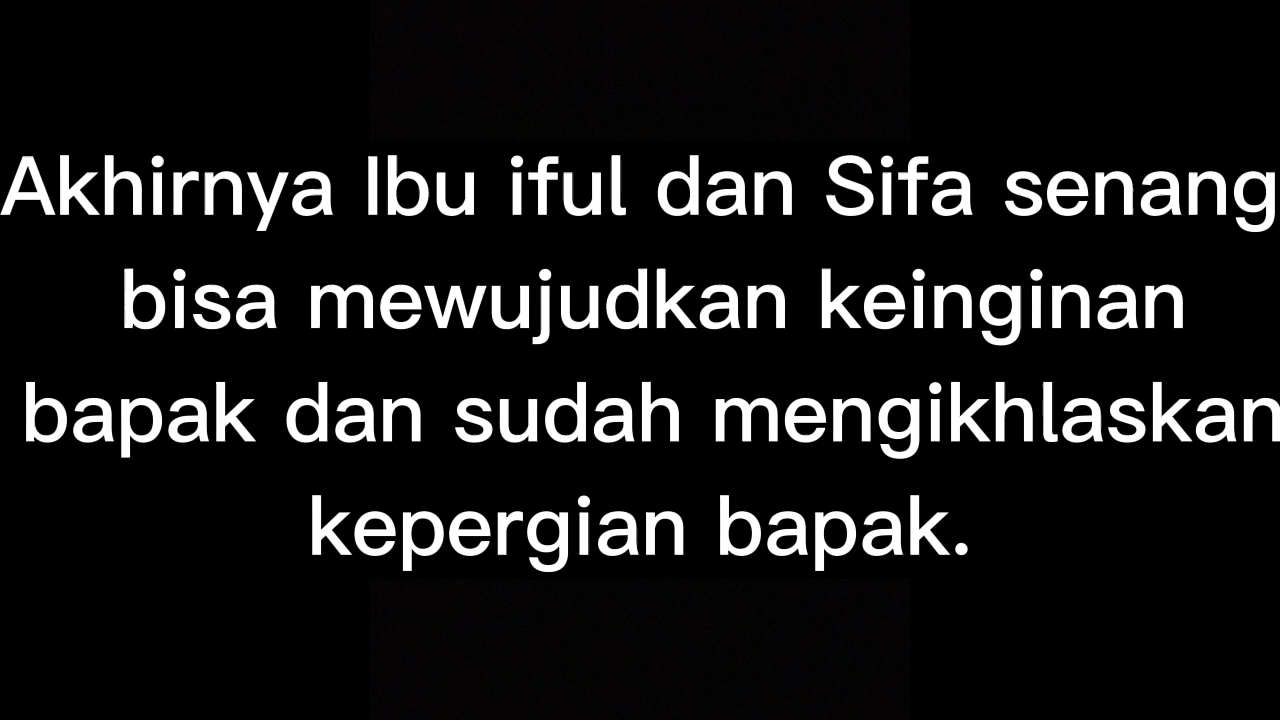 Akhirnya Ibu iful dan Sifa senang
bisa mewujudkan keinginan
bapak dan sudah mengikhlaskan
kepergian bapak.